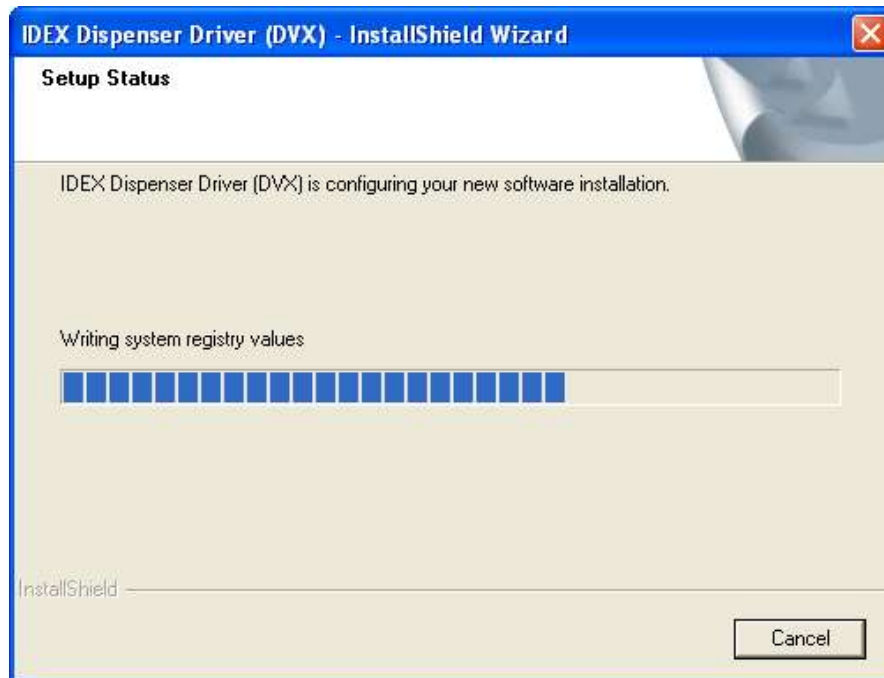 IDEX Dispenser Driver (DVX) - InstallShield Wizard
Setup Status
IDEX Dispenser Driver (DVX) is configuring your new software installation.
Writing system registry values
InstallShield
Cancel